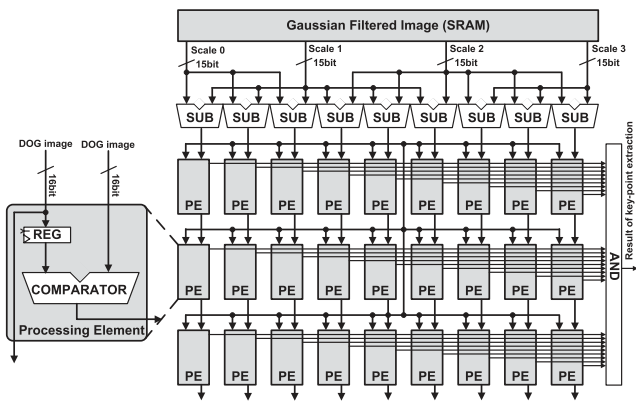 Gaussian Filtered Image (SRAM)
Scale 0
Scale 1
Scale 2
Scale 3
15bit
15bit
15bit
15bit
SUB SUB SUB SUB SUB SUB SUB SUB SUB
DOG image DOG image
16bit
16bit
REG
COMPARATOR
Processing Element
PE PE PE PE PE PE PE PE PE
PE PE PE PE PE PE PE PE PE
PE PE PE PE PE PE PE PE PE
AND
Result of key-point extraction